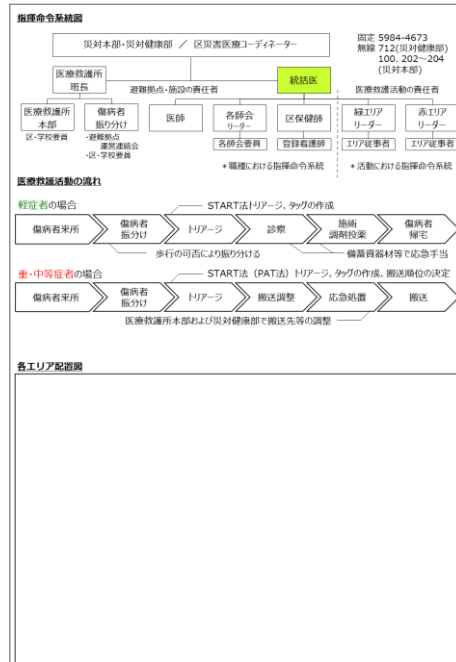 指揮命令系統図
災対本部・災対健康部 ／ 区災害医療コーディネーター
固定 5984-4673
無線 712(災対健康部)
100、202～204
(災対本部)
医療救護所
班長
避難拠点・施設の責任者
統括医
医療救護活動の責任者
医療救護所
本部
傷病者
振り分け
医師
各師会
リーダー
区保健師
緑エリア
リーダー
赤エリア
リーダー
区・学校要員
・避難拠点
運営連絡会
・区・学校要員
各師会要員
登録看護師
エリア従事者
エリア従事者
＊職種における指揮命令系統
＊活動における指揮命令系統
医療救護活動の流れ
軽症者の場合
START法トリアージ、タッグの作成
傷病者来所
傷病者
振分け
トリアージ
診察
施術
調剤投薬
傷病者
帰宅
歩行の可否により振り分ける
備蓄資器材等で応急手当
重・中等症者の場合
START法（PAT法）トリアージ、タッグの作成、搬送順位の決定
傷病者来所
傷病者
振分け
トリアージ
搬送調整
応急処置
搬送
医療救護所本部および災対健康部で搬送先等の調整
各エリア配置図